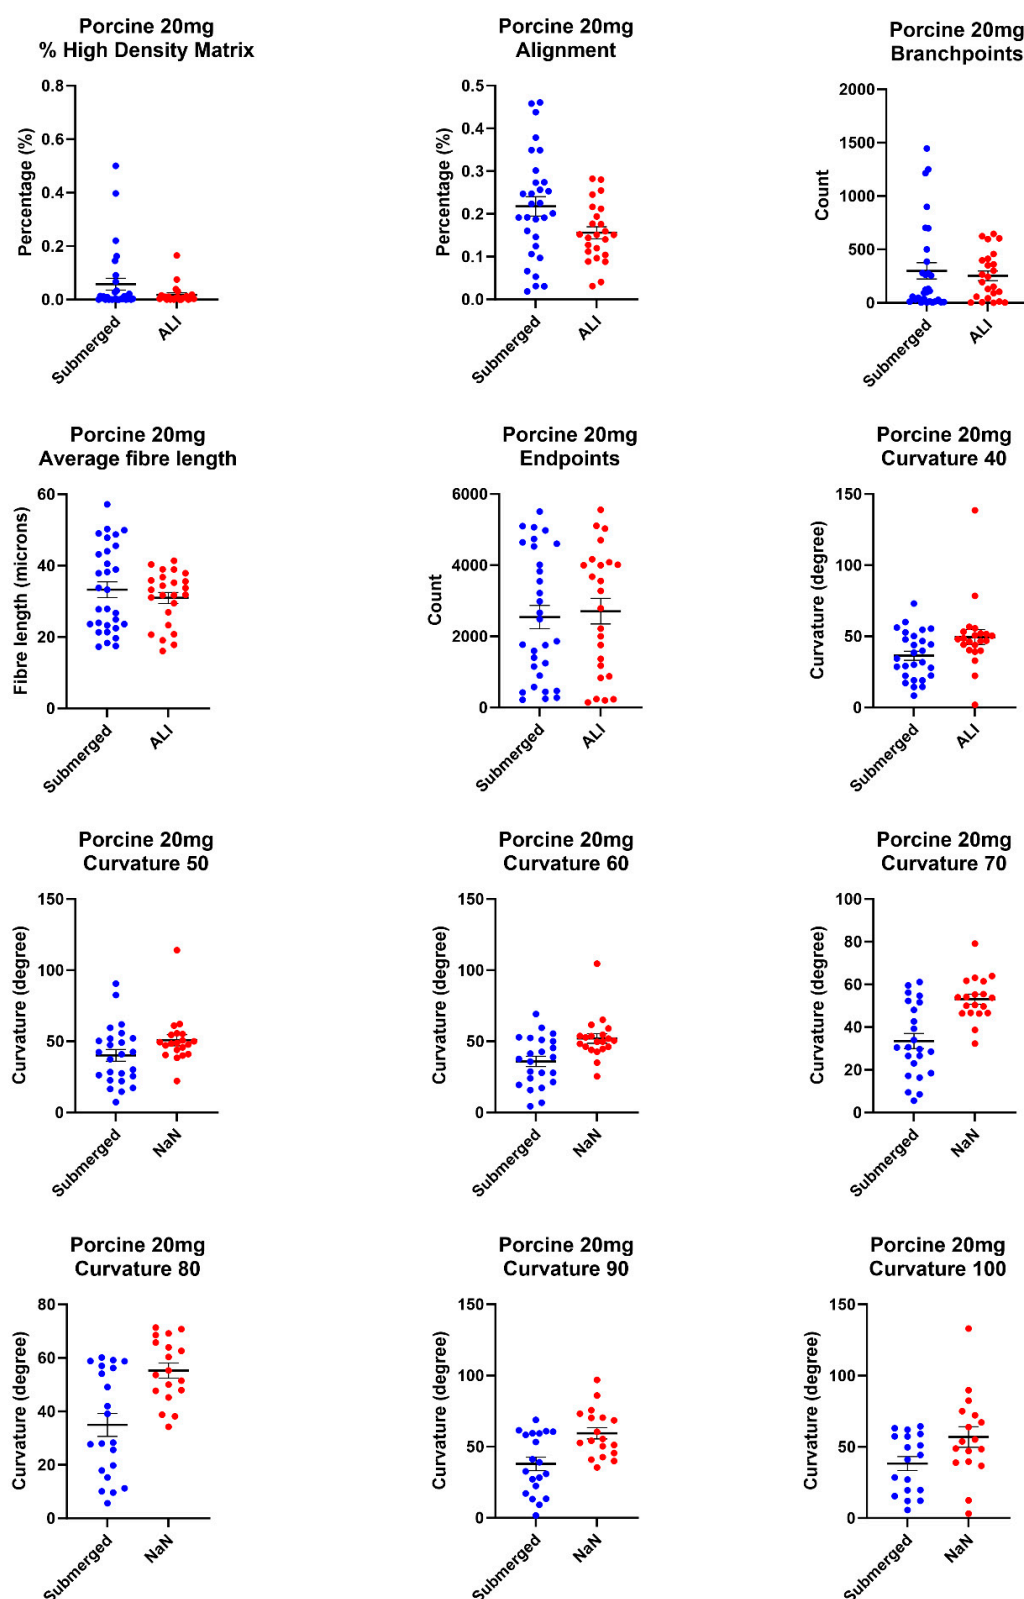 Porcine 20mg
% High Density Matrix
Percentage (%)
0.8
0.6
0.4
0.2
0.0
Submerged
ALI
Porcine 20mg
Alignment
Percentage (%)
0.5
0.4
0.3
0.2
0.1
0.0
Submerged
ALI
Porcine 20mg
Branchpoints
Count
2000
1500
1000
500
0
Submerged
ALI
Porcine 20mg
Average fibre length
Fibre length (microns)
60
40
20
0
Submerged
ALI
Porcine 20mg
Endpoints
Count
6000
4000
2000
0
Submerged
ALI
Porcine 20mg
Curvature 40
Curvature (degree)
150
100
50
0
Submerged
ALI
Porcine 20mg
Curvature 50
Curvature (degree)
150
100
50
0
Submerged
NaN
Porcine 20mg
Curvature 60
Curvature (degree)
150
100
50
0
Submerged
NaN
Porcine 20mg
Curvature 70
Curvature (degree)
100
80
60
40
20
0
Submerged
NaN
Porcine 20mg
Curvature 80
Curvature (degree)
80
60
40
20
0
Submerged
NaN
Porcine 20mg
Curvature 90
Curvature (degree)
150
100
50
0
Submerged
NaN
Porcine 20mg
Curvature 100
Curvature (degree)
150
100
50
0
Submerged
NaN